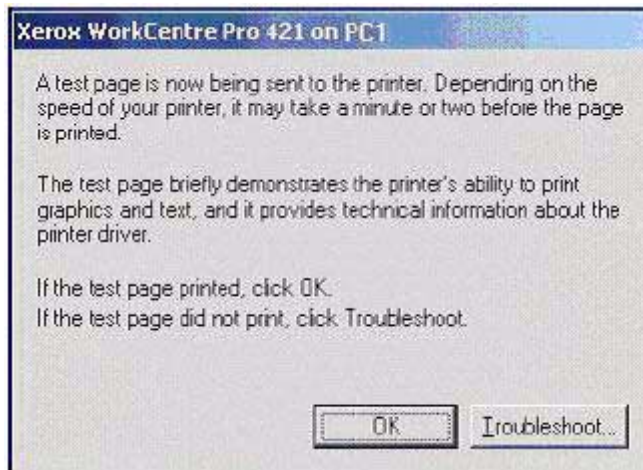 Xerox WorkCentre Pro 421 on PC1
A test page is now being sent to the printer. Depending on the
speed of your printer, it may take a minute or two before the page
is printed.
The test page briefly demonstrates the printer's ability to print
graphics and text, and it provides technical information about the
printer driver.
If the test page printed, click OK.
If the test page did not print, click Troubleshoot.
OK Troubleshoot...